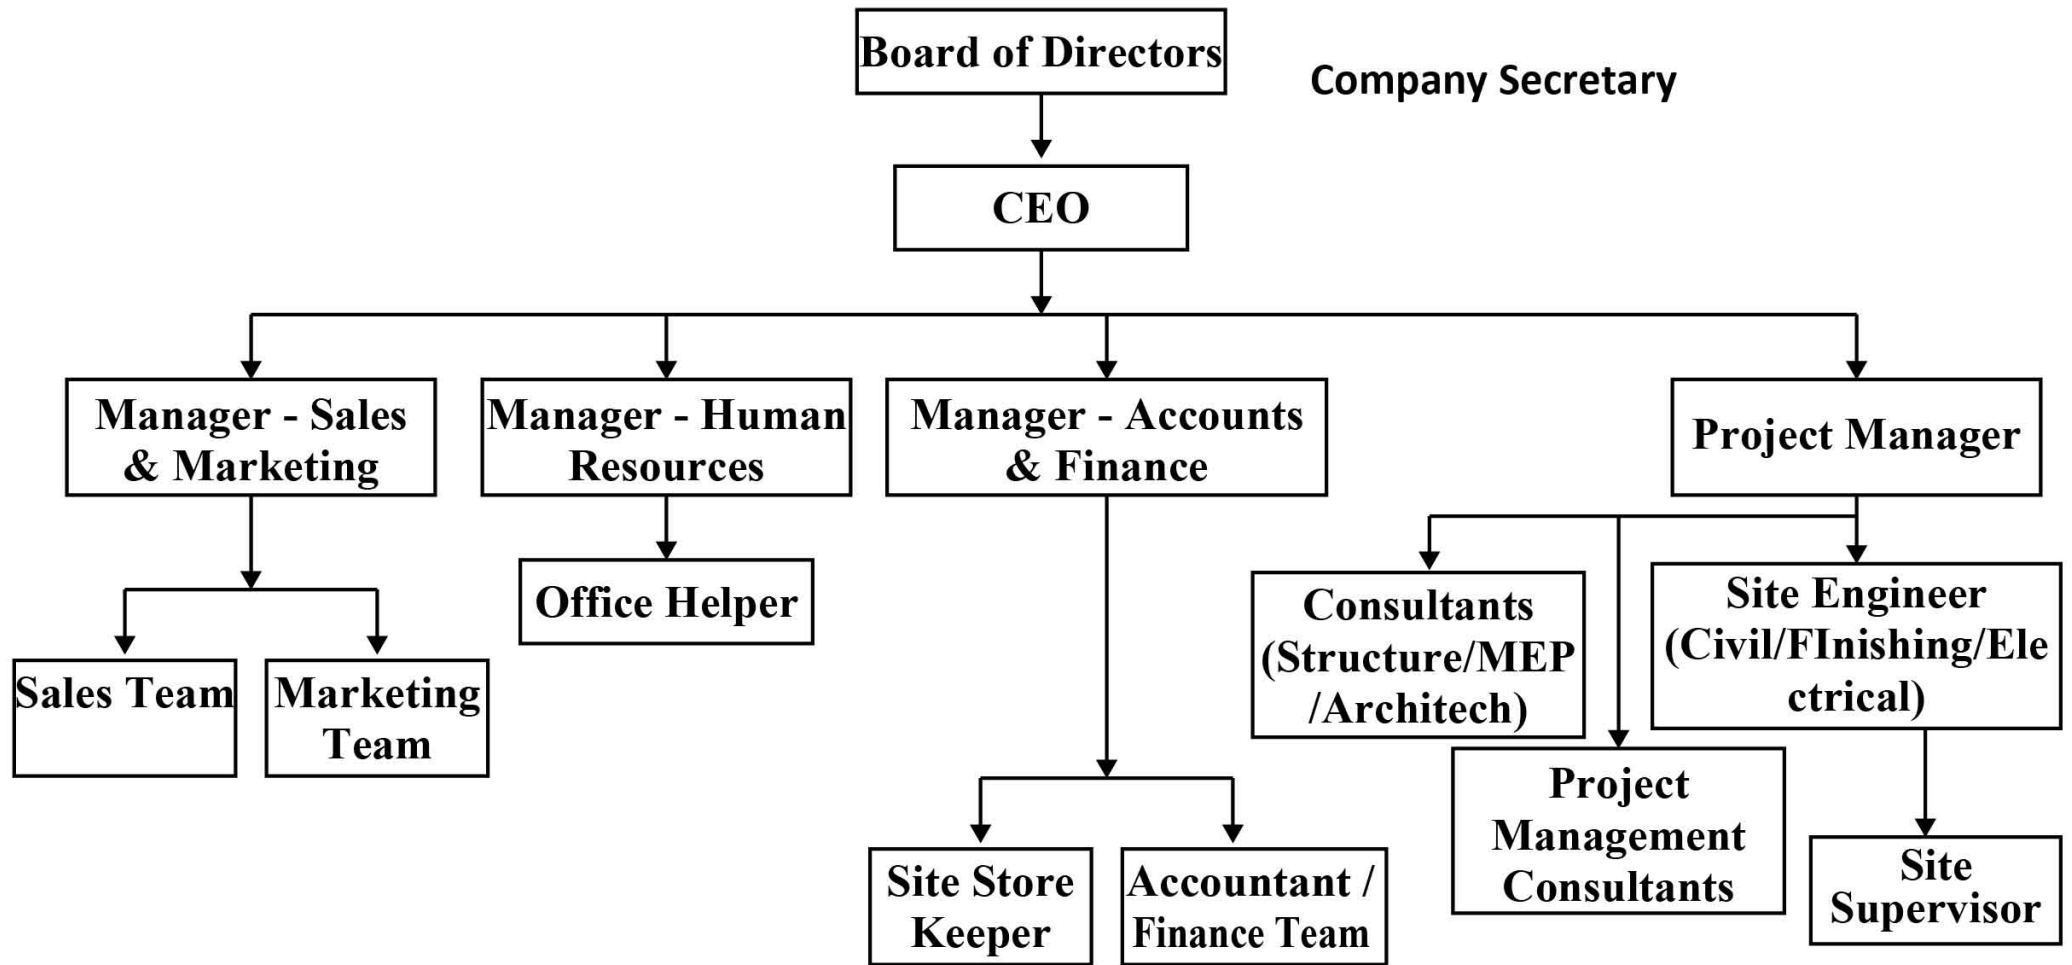 Board of Directors
Company Secretary
CEO
Manager - Sales
& Marketing
Manager - Human
Resources
Manager - Accounts
& Finance
Project Manager
Office Helper
Sales Team
Marketing
Team
Consultants
(Structure/MEP
/Architech)
Site Engineer
(Civil/FInishing/Ele
ctrical)
Project
Management
Consultants
Site Store
Keeper
Accountant /
Finance Team
Site
Supervisor